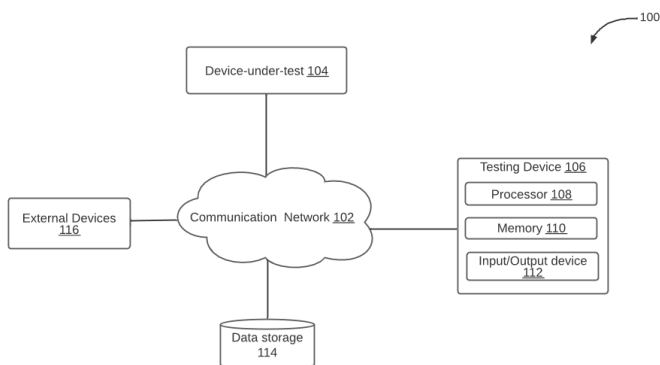 100
Device-under-test 104
Testing Device 106
Processor 108
Memory 110
Input/Output device
112
Communication Network 102
External Devices
116
Data storage
114